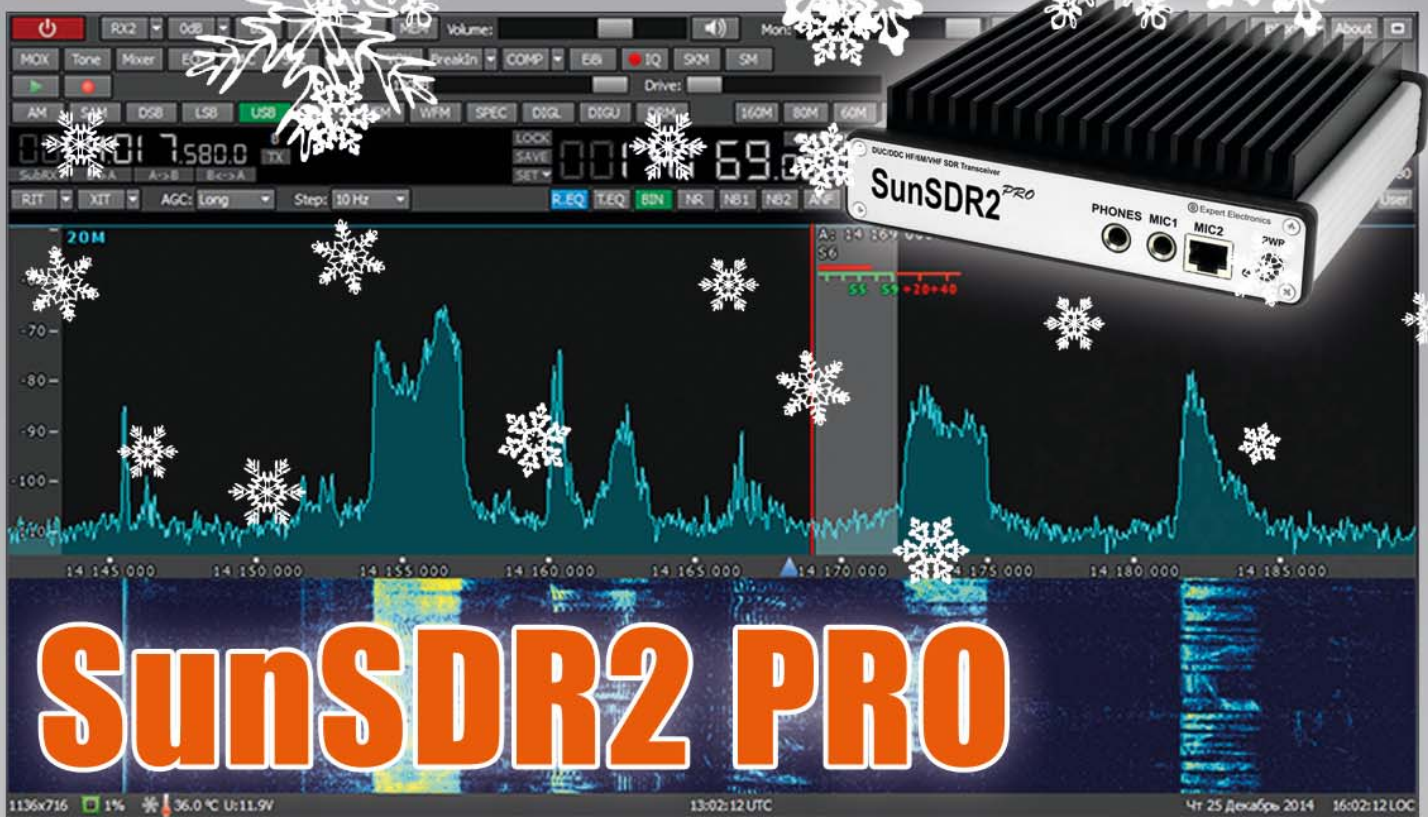 RX2 0dB Volume: Mon: About
MOX Tone Mixer BreakIn COMP EiBi IQ SKM SM
Drive:
AM SAM DSB LSB USB WFM SPEC DIGL DIGU DRM 160M 80M 60M
7.580.0 TX LOCK
SAVE
SubRX A->B B<->A SET
RIT XIT AGC: Long Step: 10 Hz R.EQ T.EQ BIN NR NB1 NB2 ANF User
DUC/DDC HF/6M/VHF SDR Transceiver
SunSDR2 PRO
Expert Electronics
PHONES MIC1 MIC2 PWR
20M
A: 14 169
S6
S5 S9 +20+40
-70
-80
-90
-100
-110
14 145 000 14 150 000 14 155 000 14 160 000 14 165 000 14 170 000 14 175 000 14 180 000 14 185 000
SunSDR2 PRO
1136x716 1% 36.0 °C U:11.9V 13:02:12 UTC Чт 25 Декабрь 2014 16:02:12 LOC